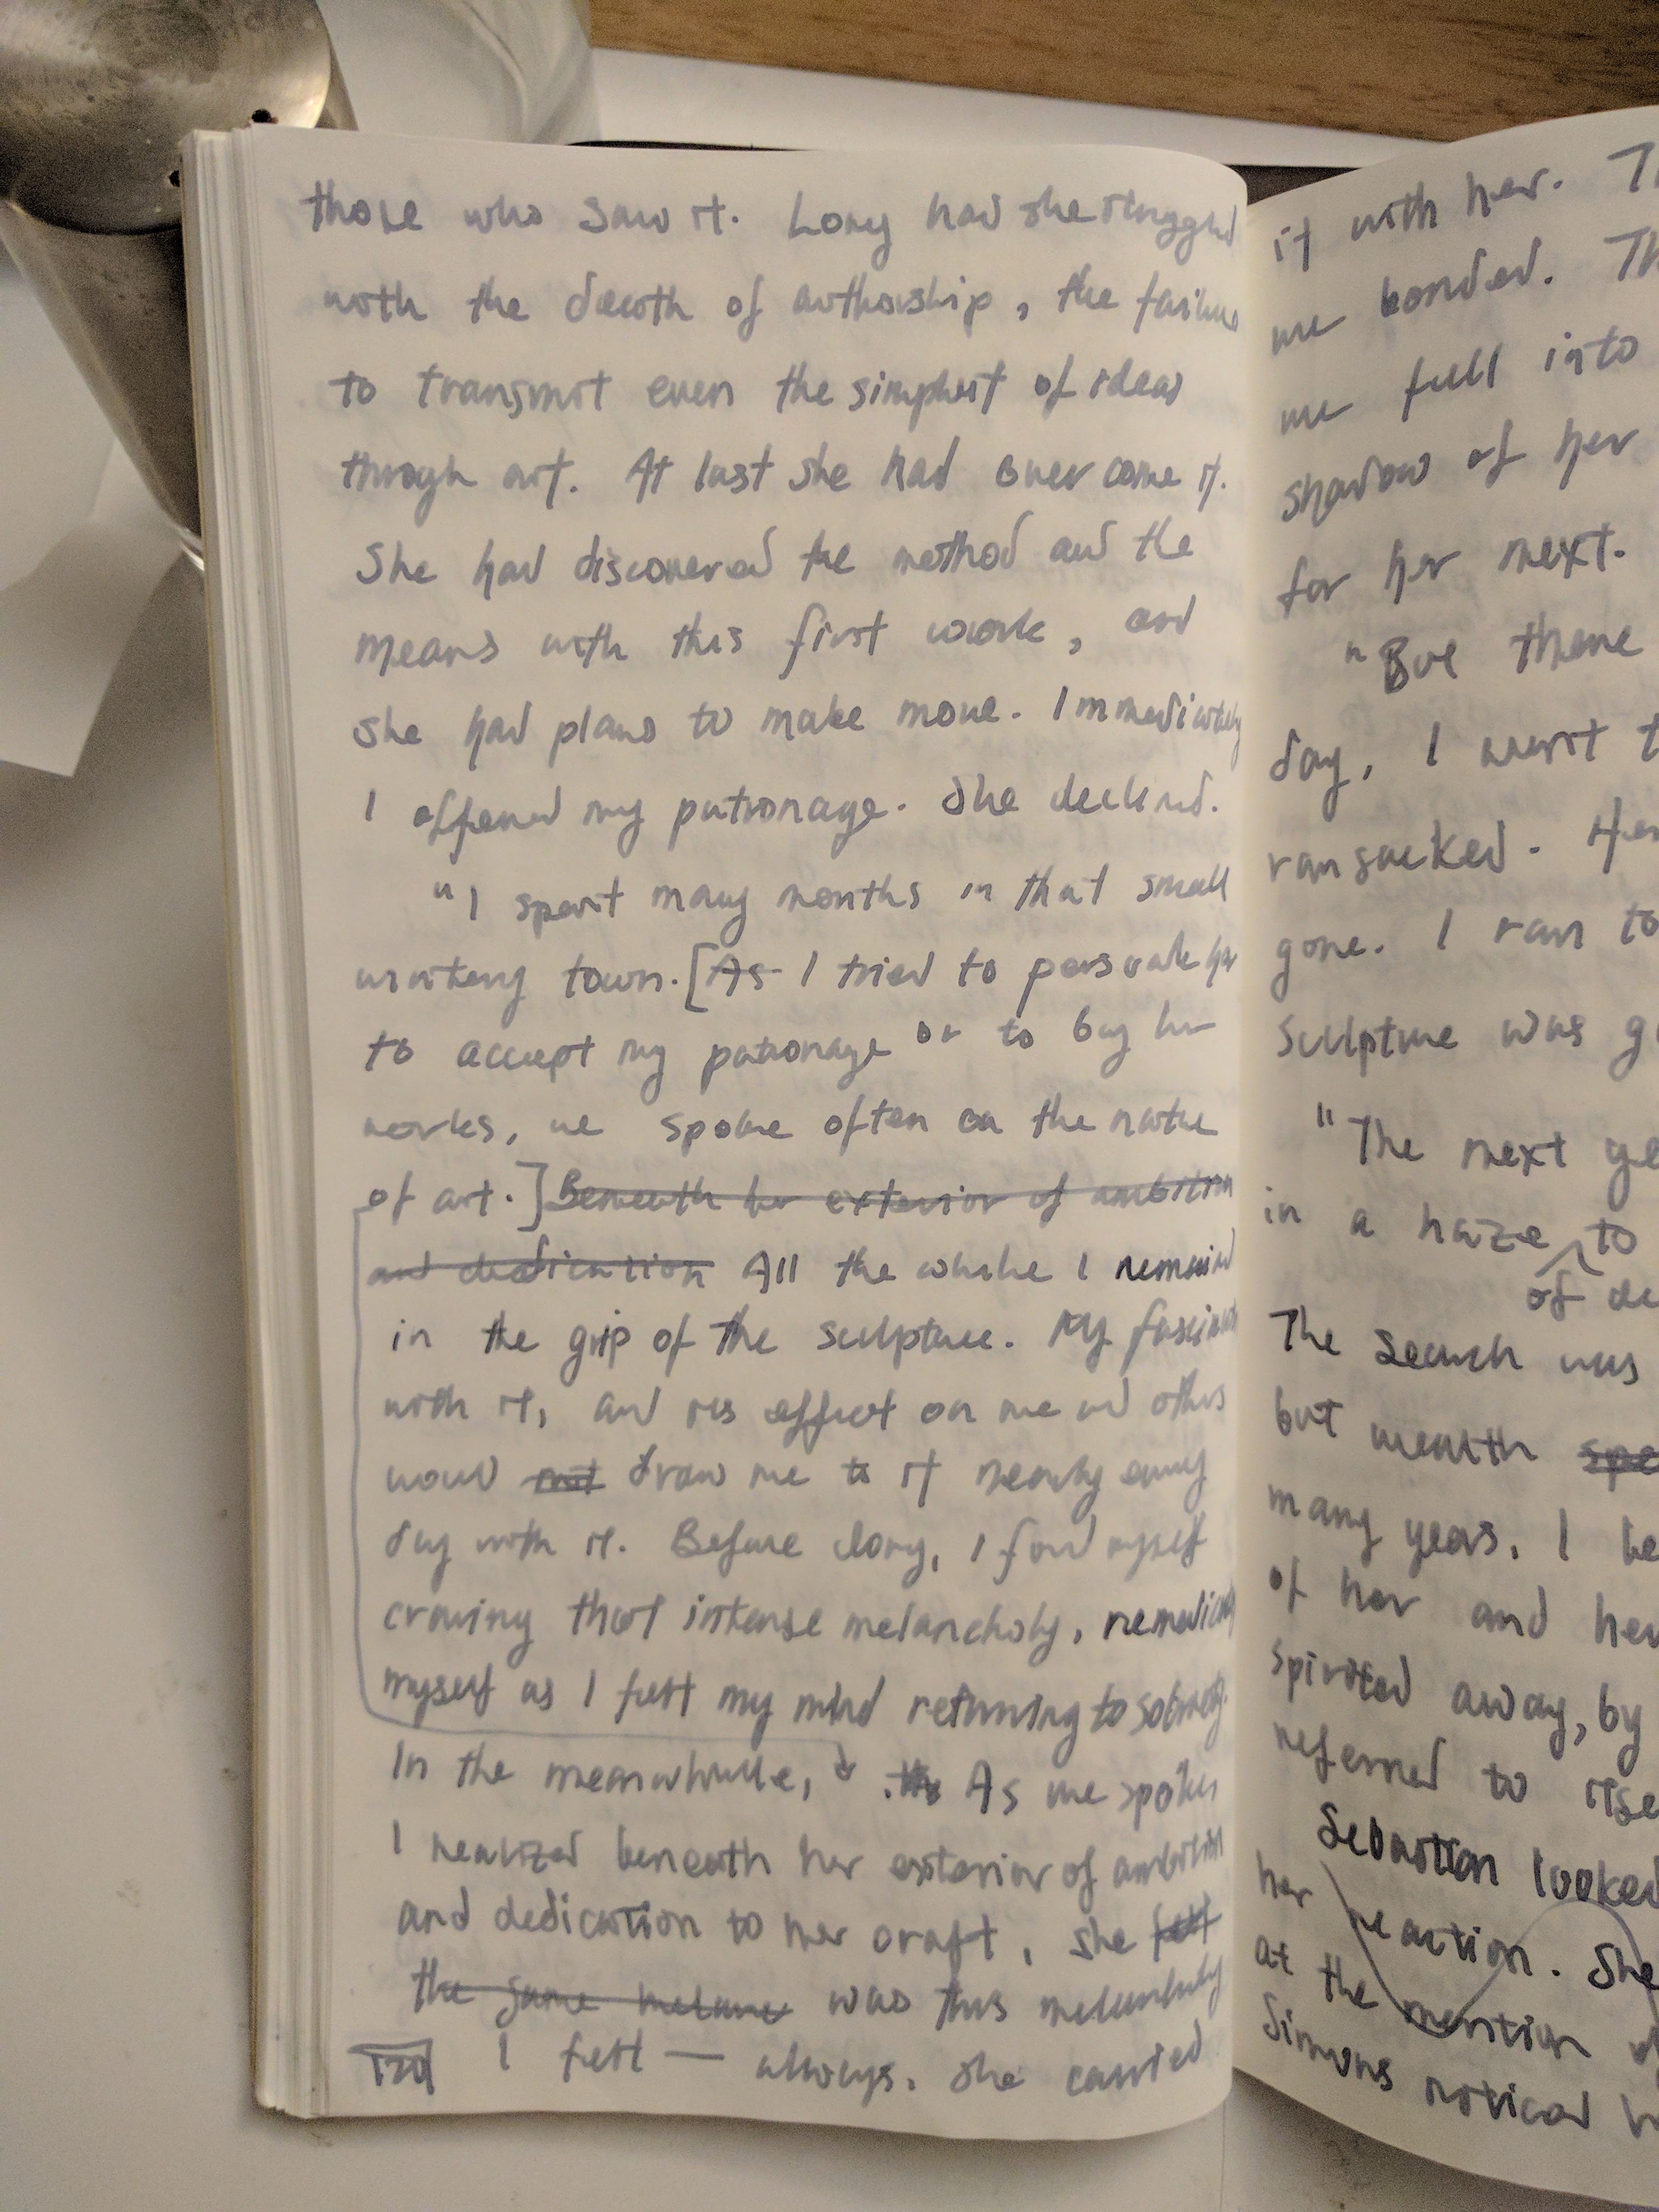 those who saw it. Long had she struggled
with the death of authorship, the failure
to transmit even the simplest of ideas
through art. At last she had overcome it.
She had discovered the method and the
means with this first work, and
she had plans to make more. Immediately
I offered my patronage. She declined.
"I spent many months in that small
town. [As I tried to persuade her
to accept my patronage or to buy her
works, we spoke often on the nature
of art.] Beneath her exterior of ambition
and dedication All the while I remained
in the grip of the sculpture. My
with it, and its effect on me and others
would not draw me to it nearly every
day with it. Before long, I found myself
craving that intense melancholy,
myself as I felt my mind returning to sobriety.
In the meanwhile, As we spoke
I realized beneath her exterior of ambition
and dedication to her craft, she felt
the same melanc was this melancholy
120 I felt — always. She carried
it with her. Th
we bonded. Th
we fell into
shadow of her
for her next.
"But there
day, I went t
ransacked. Her
gone. I ran to
sculpture was g
"The next ye
in a haze to
of de
The search was
but wealth spe
many years. I he
of her and her
spirited away, by
referred to itse
Sebastian looked
her reaction. She
at the mention of
Simons noticed h